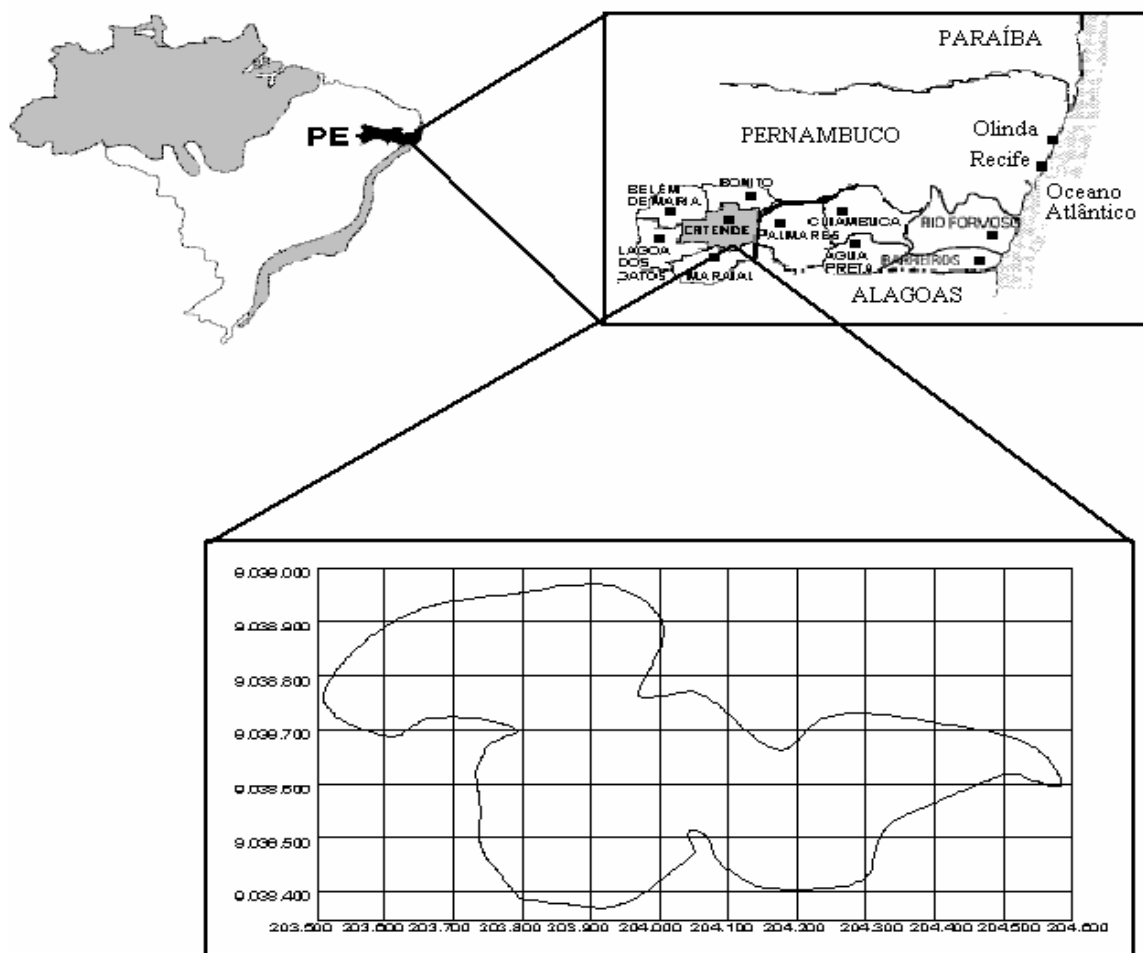 PE
PARAÍBA
PERNAMBUCO
Olinda
Recife
Oceano
Atlântico
BELÉM
DE MARIA
BONITO
CATENDE
PALMARES
RIO FORMOSO
LAGOA
DOS
GATOS
MARAIAL
AGUA
PRETA
BARREIROS
ALAGOAS
9.039.000
9.038.900
9.038.800
9.038.700
9.038.600
9.038.500
9.038.400
203.500 203.600 203.700 203.800 203.900 204.000 204.100 204.200 204.300 204.400 204.500 204.600